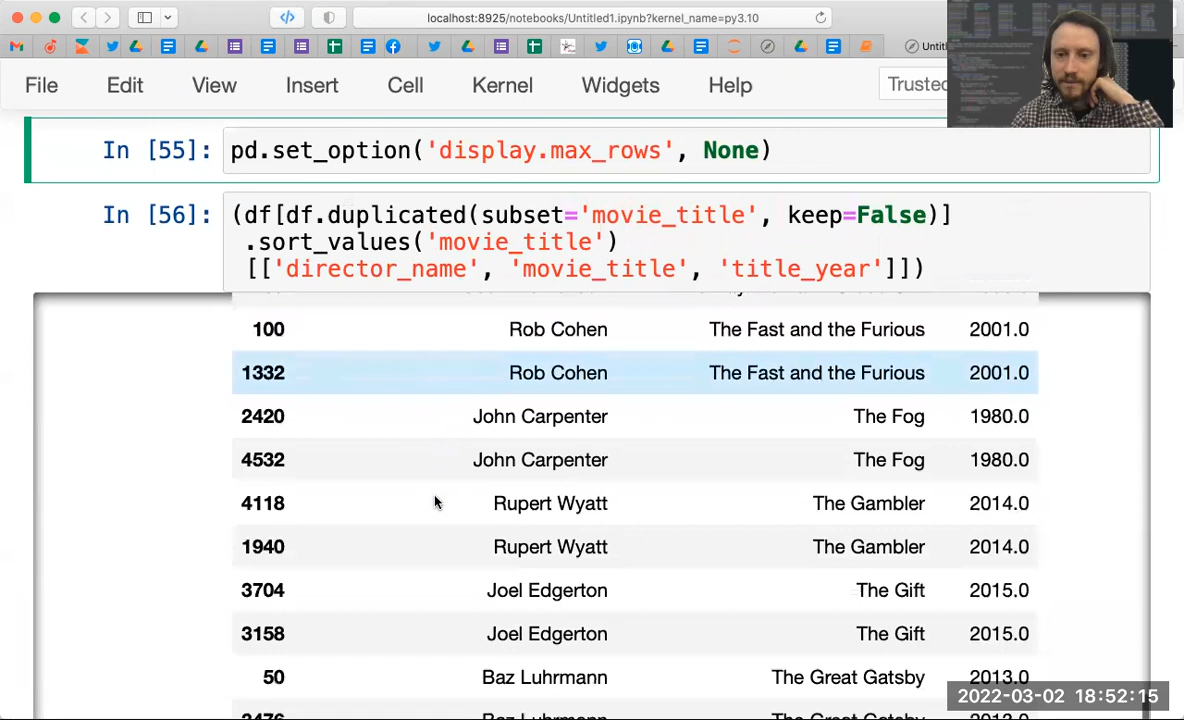 localhost:8925/notebooks/Untitled1.ipynb?kernel_name=py3.10
File Edit View Insert Cell Kernel Widgets Help Trusted
In [55]: pd.set_option('display.max_rows', None)
In [56]: (df[df.duplicated(subset='movie_title', keep=False)]
.sort_values('movie_title')
[['director_name', 'movie_title', 'title_year']])
100 Rob Cohen The Fast and the Furious 2001.0
1332 Rob Cohen The Fast and the Furious 2001.0
2420 John Carpenter The Fog 1980.0
4532 John Carpenter The Fog 1980.0
4118 Rupert Wyatt The Gambler 2014.0
1940 Rupert Wyatt The Gambler 2014.0
3704 Joel Edgerton The Gift 2015.0
3158 Joel Edgerton The Gift 2015.0
50 Baz Luhrmann The Great Gatsby 2013.0
2022-03-02 18:52:15